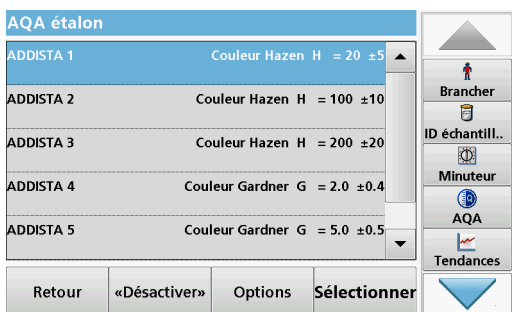 AQA étalon
ADDISTA 1 Couleur Hazen H = 20 ±5
ADDISTA 2 Couleur Hazen H = 100 ±10
ADDISTA 3 Couleur Hazen H = 200 ±20
ADDISTA 4 Couleur Gardner G = 2.0 ±0.4
ADDISTA 5 Couleur Gardner G = 5.0 ±0.5
Retour «Désactiver» Options Sélectionner
Brancher
ID échantill..
Minuteur
AQA
Tendances